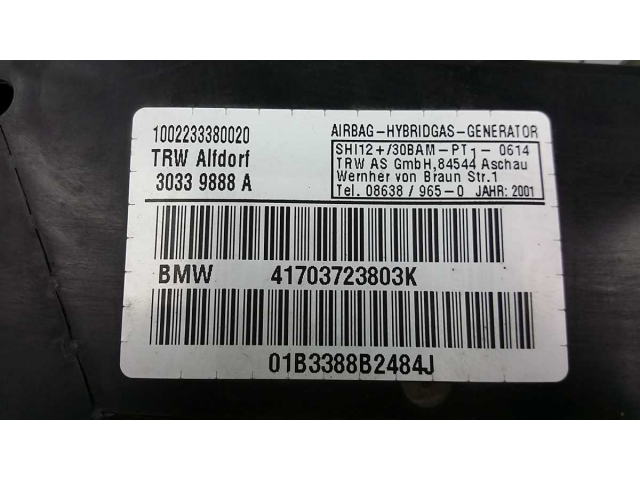 1002233380020
TRW Alfdorf
3033 9888 A
AIRBAG-HYBRIDGAS-GENERATOR
SHI12+/30BAM-PT1-0614
TRW AS GmbH,84544 Aschau
Wernher von Braun Str.1
Tel. 08638 / 965-0 JAHR: 2001
BMW 41703723803K
01B3388B2484J